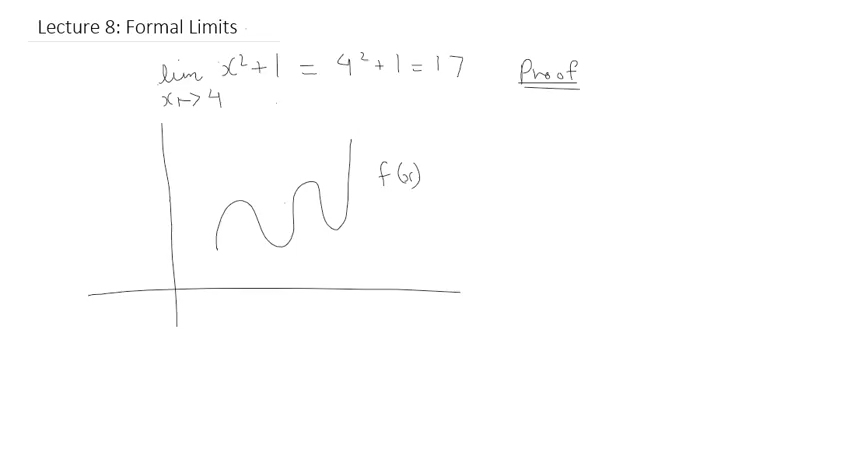 Lecture 8: Formal Limits
lim x² + 1 = 4² + 1 = 17 Proof
x → 4
f(x)